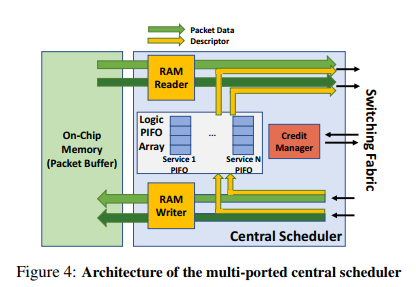 Packet Data
Descriptor
RAM
Reader
On-Chip
Memory
(Packet Buffer)
Logic
PIFO
Array
...
Service 1
PIFO
Service N
PIFO
Credit
Manager
Switching Fabric
RAM
Writer
Central Scheduler
Figure 4: Architecture of the multi-ported central scheduler